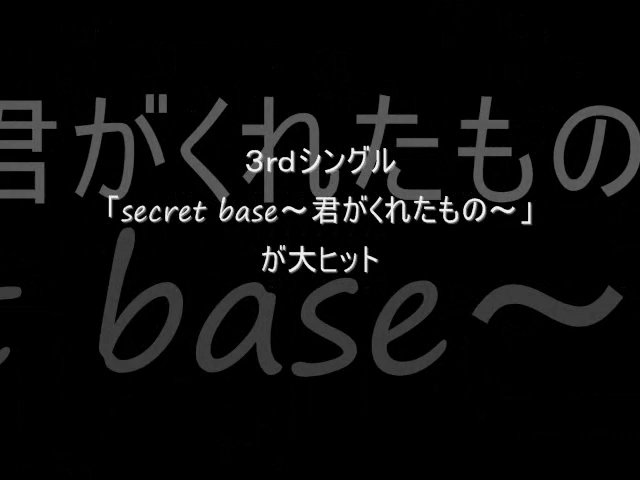 君がくれたもの
3rdシングル
「secret base～君がくれたもの～」
が大ヒット
t base～